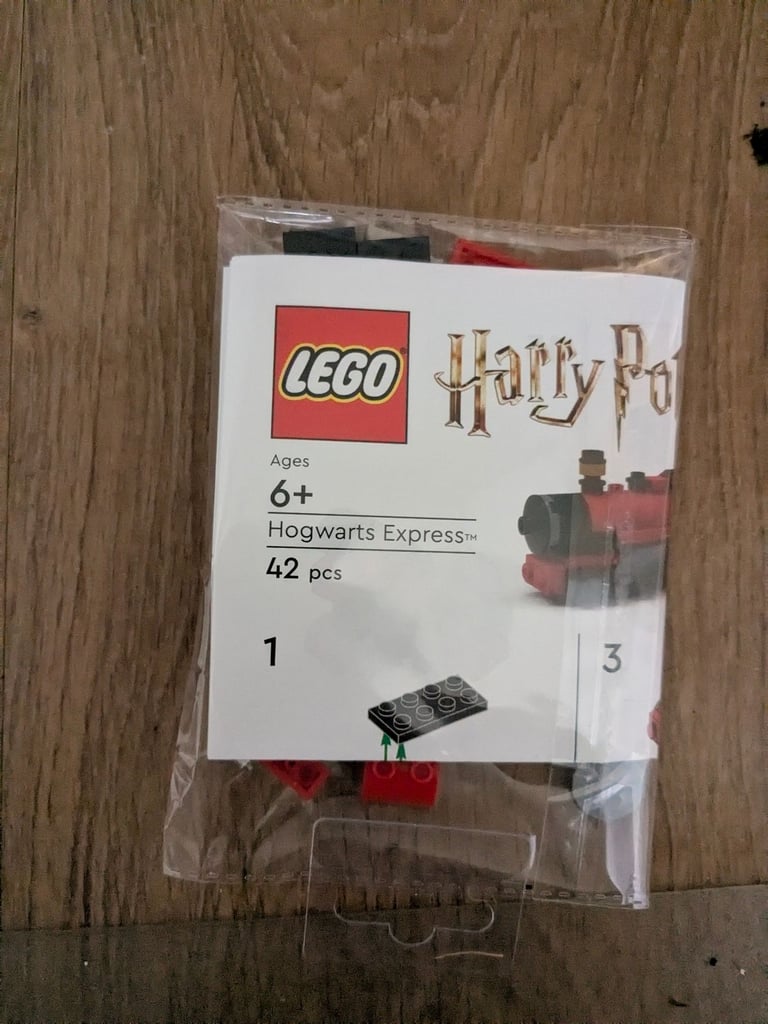 LEGO
Harry Po
Ages
6+
Hogwarts Express™
42 pcs
1
3